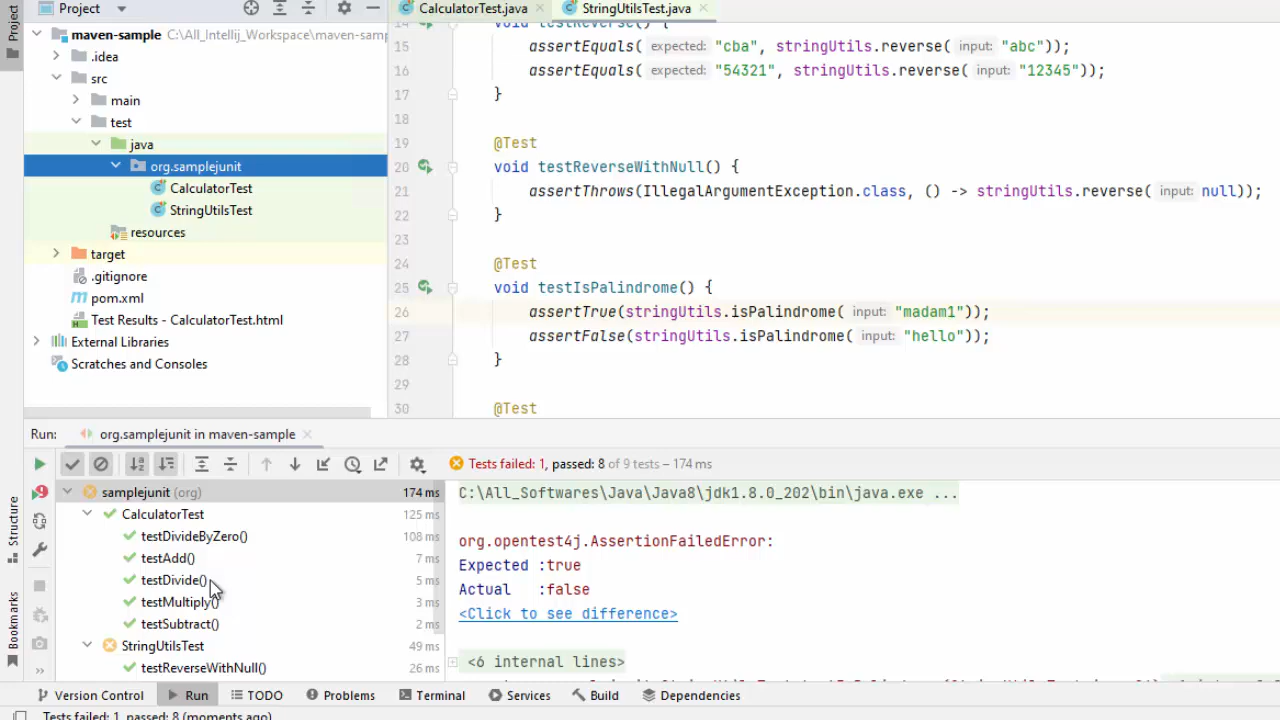 Project
Project
maven-sample C:\All_Intellij_Workspace\maven-samp
.idea
src
main
test
java
org.samplejunit
CalculatorTest
StringUtilsTest
resources
target
.gitignore
pom.xml
Test Results - CalculatorTest.html
External Libraries
Scratches and Consoles
CalculatorTest.java
StringUtilsTest.java
14 void testReverse() {
15 assertEquals( expected: "cba", stringUtils.reverse( input: "abc"));
16 assertEquals( expected: "54321", stringUtils.reverse( input: "12345"));
17 }
18
19 @Test
20 void testReverseWithNull() {
21 assertThrows(IllegalArgumentException.class, () -> stringUtils.reverse( input: null));
22 }
23
24 @Test
25 void testIsPalindrome() {
26 assertTrue(stringUtils.isPalindrome( input: "madam1"));
27 assertFalse(stringUtils.isPalindrome( input: "hello"));
28 }
29
30 @Test
Run: org.samplejunit in maven-sample
Tests failed: 1, passed: 8 of 9 tests – 174 ms
samplejunit (org) 174 ms
CalculatorTest 125 ms
testDivideByZero() 108 ms
testAdd() 7 ms
testDivide() 5 ms
testMultiply() 3 ms
testSubtract() 2 ms
StringUtilsTest 49 ms
testReverseWithNull() 26 ms
C:\All_Softwares\Java\Java8\jdk1.8.0_202\bin\java.exe ...
org.opentest4j.AssertionFailedError:
Expected :true
Actual :false
<Click to see difference>
<6 internal lines>
Structure
Bookmarks
Version Control
Run
TODO
Problems
Terminal
Services
Build
Dependencies
Tests failed: 1, passed: 8 (moments ago)